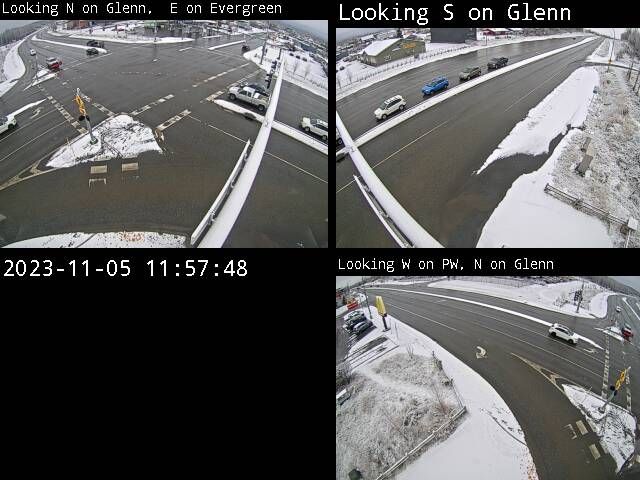 Looking N on Glenn,  E on Evergreen
Looking S on Glenn
2023-11-05 11:57:48
Looking W on PW, N on Glenn